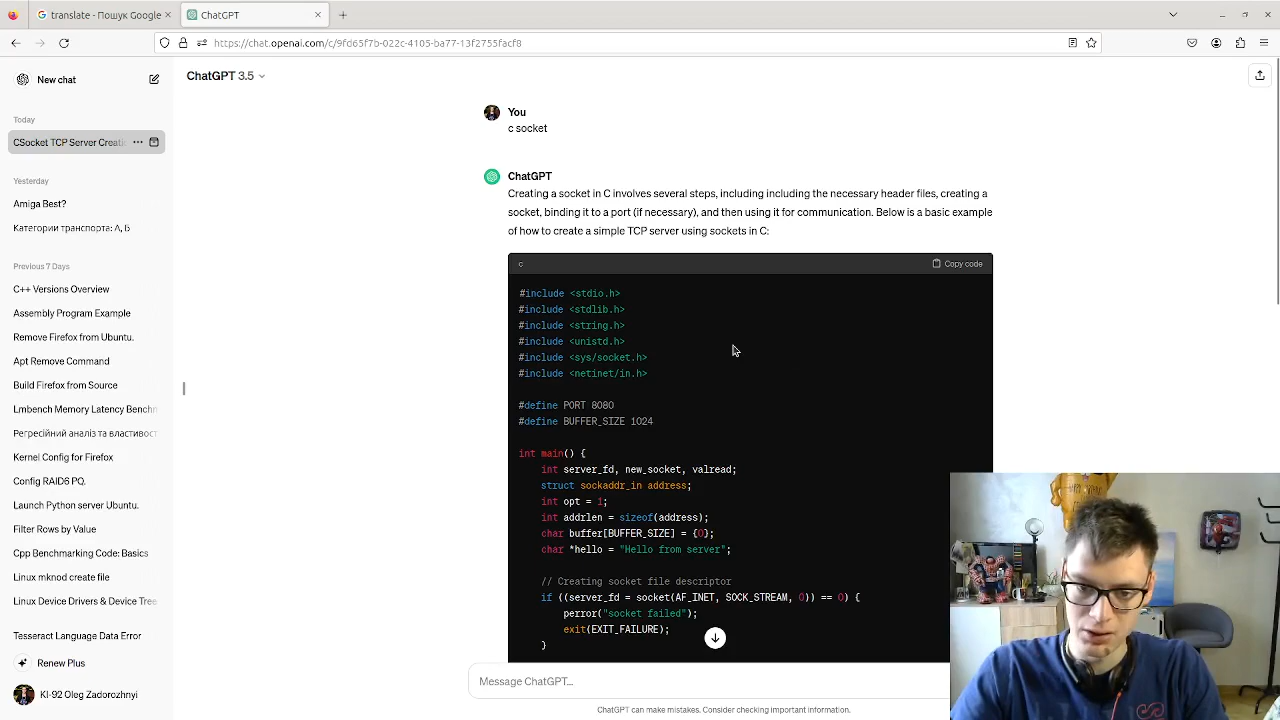 translate - Пошук Google
ChatGPT
https://chat.openai.com/c/9fd65f7b-022c-4105-ba77-13f2755facf8
New chat
ChatGPT 3.5
Today
CSocket TCP Server Creati
Yesterday
Amiga Best?
Категории транспорта: A, B
Previous 7 Days
C++ Banners Overview
Assembly Program Example
Remove Firefox from Ubuntu.
Apt Remove Command
Build Firefox from Source
Lmbench Memory Latency Benchm
Регресійний аналіз та властивост
Kernel Config for Firefox
Config RAID6 PQ.
Launch Python server Ubuntu.
Filter Rows by Value
Cpp Benchmarking Code: Basics
Linux mknod create file
Linux Device Drivers & Device Tree
Tesseract Language Data Error
Renew Plus
KI-92 Oleg Zadorozhnyi
You
c socket
ChatGPT
Creating a socket in C involves several steps, including including the necessary header files, creating a
socket, binding it to a port (if necessary), and then using it for communication. Below is a basic example
of how to create a simple TCP server using sockets in C:
c
Copy code
#include <stdio.h>
#include <stdlib.h>
#include <string.h>
#include <unistd.h>
#include <sys/socket.h>
#include <netinet/in.h>
#define PORT 8080
#define BUFFER_SIZE 1024
int main() {
int server_fd, new_socket, valread;
struct sockaddr_in address;
int opt = 1;
int addrlen = sizeof(address);
char buffer[BUFFER_SIZE] = {0};
char *hello = "Hello from server";
// Creating socket file descriptor
if ((server_fd = socket(AF_INET, SOCK_STREAM, 0)) == 0) {
perror("socket failed");
exit(EXIT_FAILURE);
}
Message ChatGPT...
ChatGPT can make mistakes. Consider checking important information.